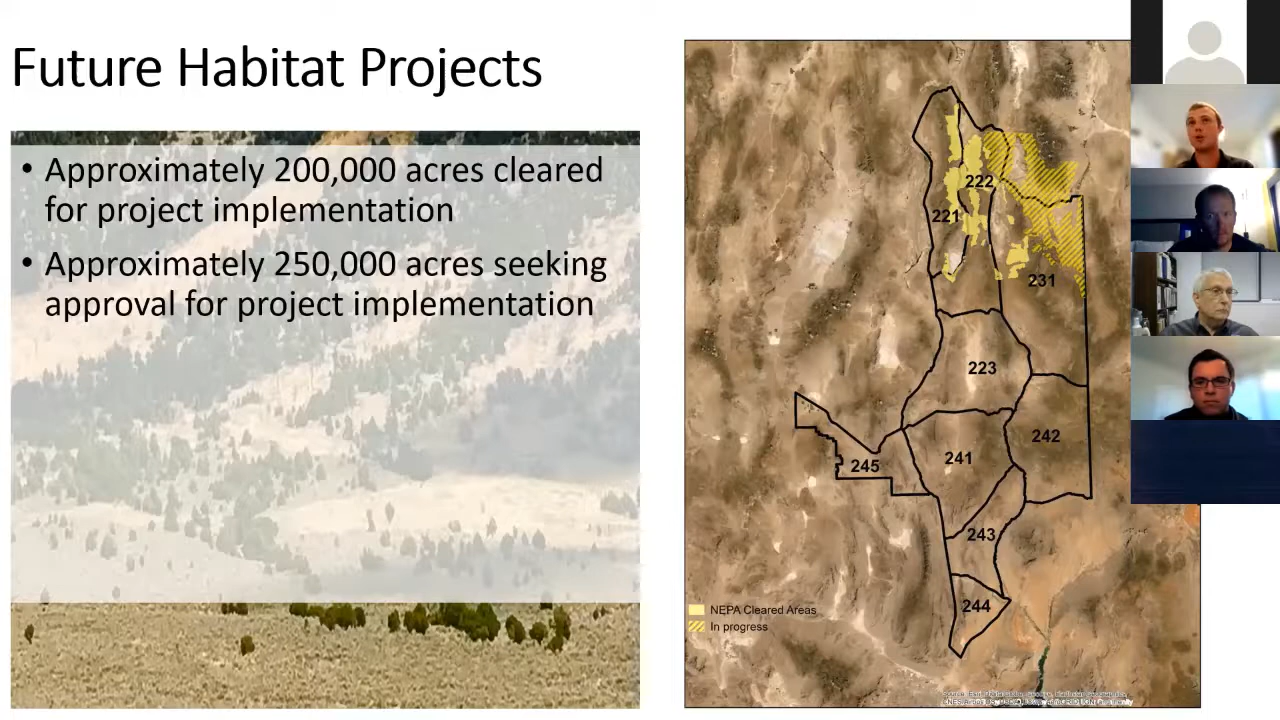 Future Habitat Projects
• Approximately 200,000 acres cleared
for project implementation
• Approximately 250,000 acres seeking
approval for project implementation
222
221
231
223
242
241
245
243
244
NEPA Cleared Areas
In progress